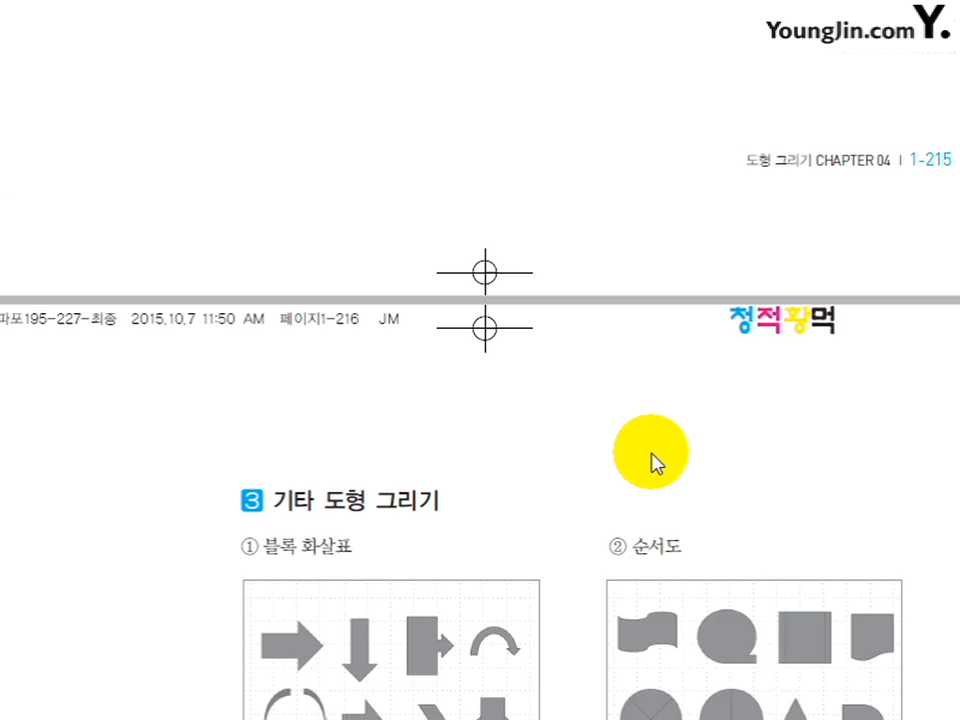 YoungJin.com Y.
도형 그리기 CHAPTER 04 | 1-215
파포195-227-최종 2015.10.7 11:50 AM 페이지1-216 JM
청적황먹
3 기타 도형 그리기
① 블록 화살표
② 순서도